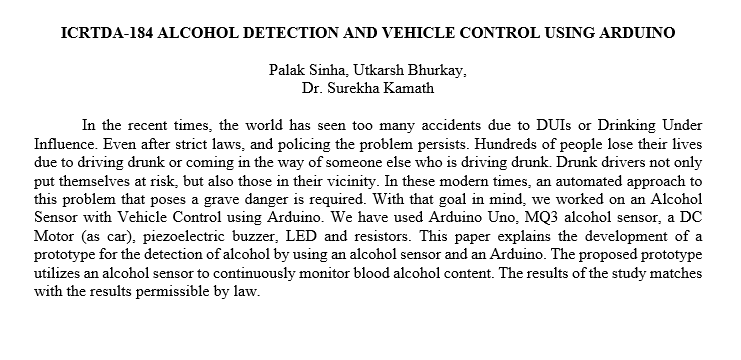 ICRTDA-184 ALCOHOL DETECTION AND VEHICLE CONTROL USING ARDUINO
Palak Sinha, Utkarsh Bhurkay,
Dr. Surekha Kamath
In the recent times, the world has seen too many accidents due to DUIs or Drinking Under
Influence. Even after strict laws, and policing the problem persists. Hundreds of people lose their lives
due to driving drunk or coming in the way of someone else who is driving drunk. Drunk drivers not only
put themselves at risk, but also those in their vicinity. In these modern times, an automated approach to
this problem that poses a grave danger is required. With that goal in mind, we worked on an Alcohol
Sensor with Vehicle Control using Arduino. We have used Arduino Uno, MQ3 alcohol sensor, a DC
Motor (as car), piezoelectric buzzer, LED and resistors. This paper explains the development of a
prototype for the detection of alcohol by using an alcohol sensor and an Arduino. The proposed prototype
utilizes an alcohol sensor to continuously monitor blood alcohol content. The results of the study matches
with the results permissible by law.